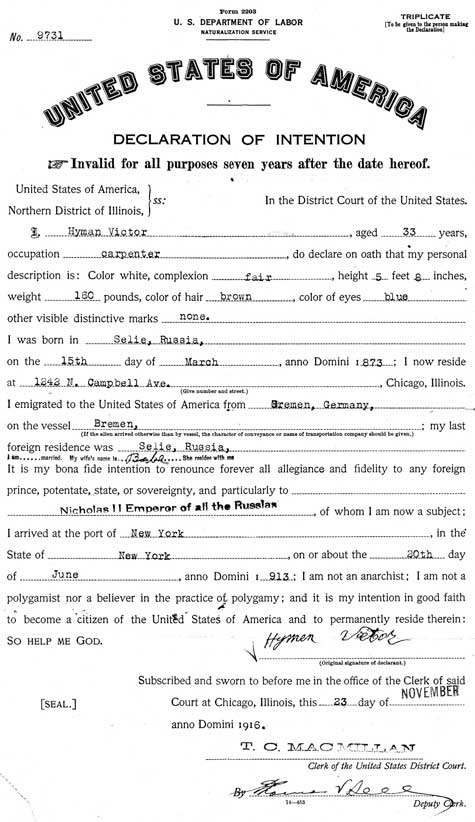 Form 2203
U. S. DEPARTMENT OF LABOR
NATURALIZATION SERVICE
TRIPLICATE
[To be given to the person making
the Declaration]
No. 9731
UNITED STATES OF AMERICA
DECLARATION OF INTENTION
☞ Invalid for all purposes seven years after the date hereof.
United States of America,
Northern District of Illinois,
ss:
In the District Court of the United States.
I, Hyman Victor, aged 33 years,
occupation carpenter, do declare on oath that my personal
description is: Color white, complexion fair, height 5 feet 8 inches,
weight 160 pounds, color of hair brown, color of eyes blue
other visible distinctive marks none.
I was born in Selie, Russia,
on the 15th day of March, anno Domini 1 873; I now reside
at 1242 N. Campbell Ave., Chicago, Illinois.
(Give number and street.)
I emigrated to the United States of America from Bremen, Germany,
on the vessel Bremen,; my last
(If the alien arrived otherwise than by vessel, the character of conveyance or name of transportation company should be given.)
foreign residence was Selie, Russia,
I am married. My wife's name is She resides with me
It is my bona fide intention to renounce forever all allegiance and fidelity to any foreign
prince, potentate, state, or sovereignty, and particularly to
Nicholas II Emperor of all the Russias, of whom I am now a subject;
I arrived at the port of New York, in the
State of New York on or about the 20th day
of June, anno Domini 1 913; I am not an anarchist; I am not a
polygamist nor a believer in the practice of polygamy; and it is my intention in good faith
to become a citizen of the United States of America and to permanently reside therein:
SO HELP ME GOD.
Hymen Victor
(Original signature of declarant.)
Subscribed and sworn to before me in the office of the Clerk of said
Court at Chicago, Illinois, this 23 day of NOVEMBER
[SEAL.]
anno Domini 1916.
T. C. MACMILLAN
Clerk of the United States District Court.
By
14—453
Deputy Clerk.